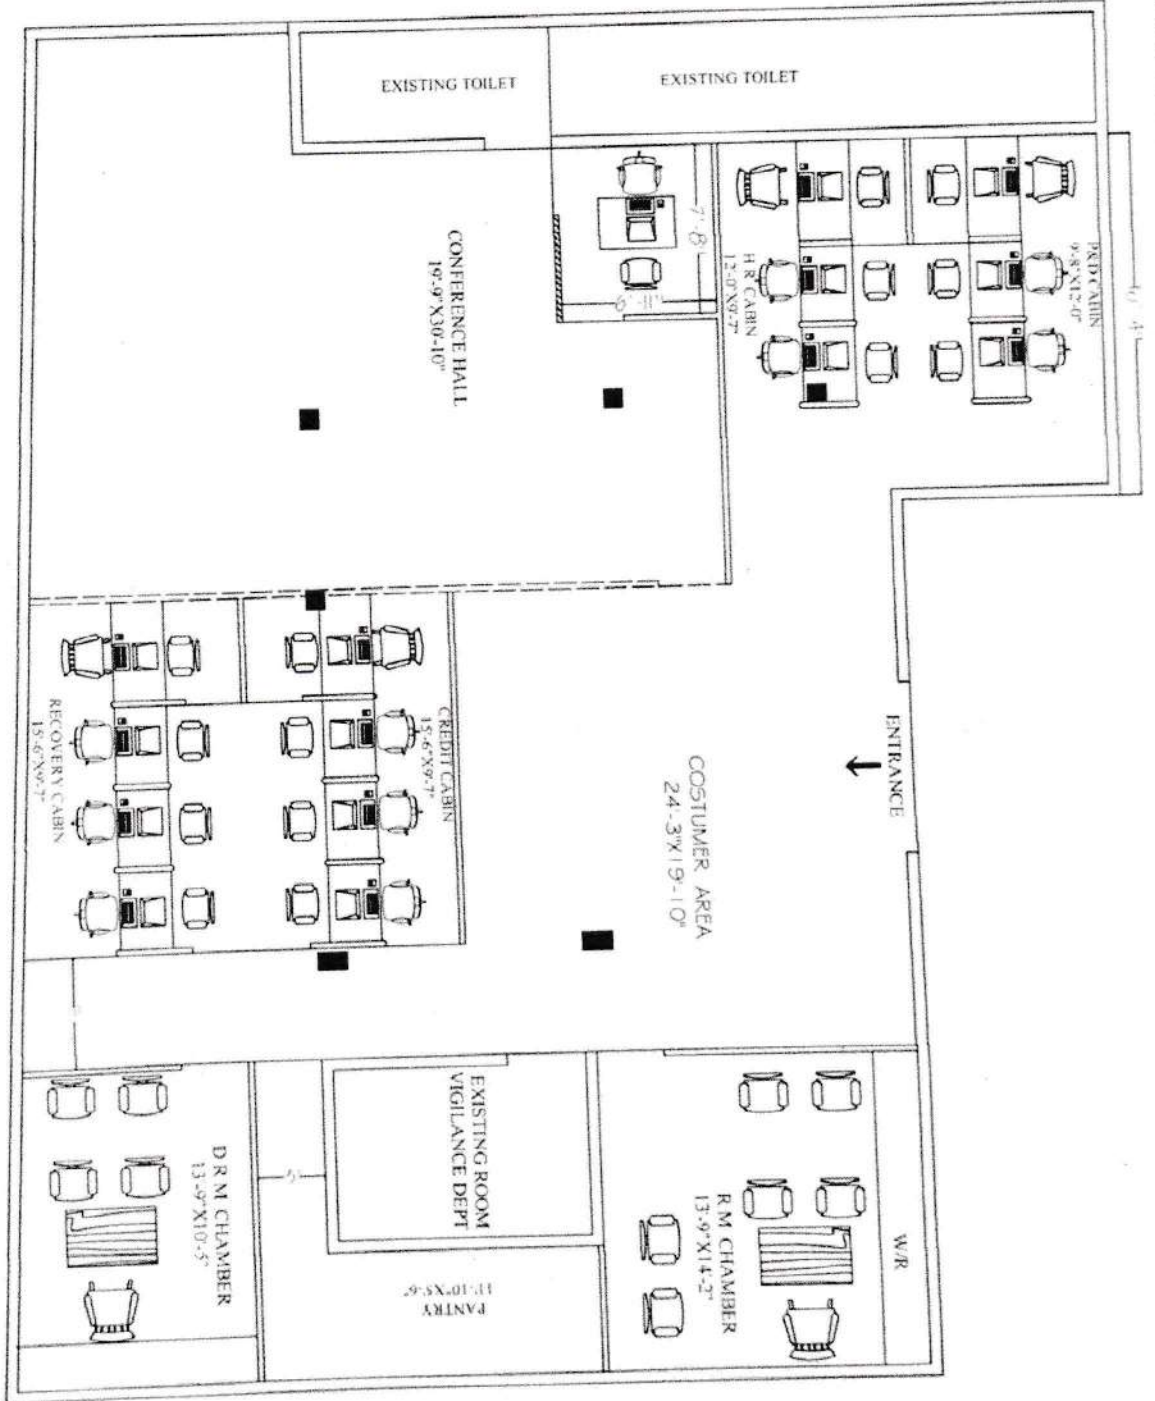 EXISTING TOILET
EXISTING TOILET
7'-8"
6'-11"
CONFERENCE HALL
19'-9"X30'-10"
H R CABIN
12'-0"X9'-7"
P&D CABIN
9'-8"X12'-0"
ENTRANCE
COSTUMER AREA
24'-3"X19'-10"
CREDIT CABIN
15'-6"X9'-7"
RECOVERY CABIN
15'-6"X9'-7"
EXISTING ROOM
VIGILANCE DEPT
D R M CHAMBER
13'-9"X10'-5"
R M CHAMBER
13'-9"X14'-2"
W/R
PANTRY
11'-10"X5'-6"